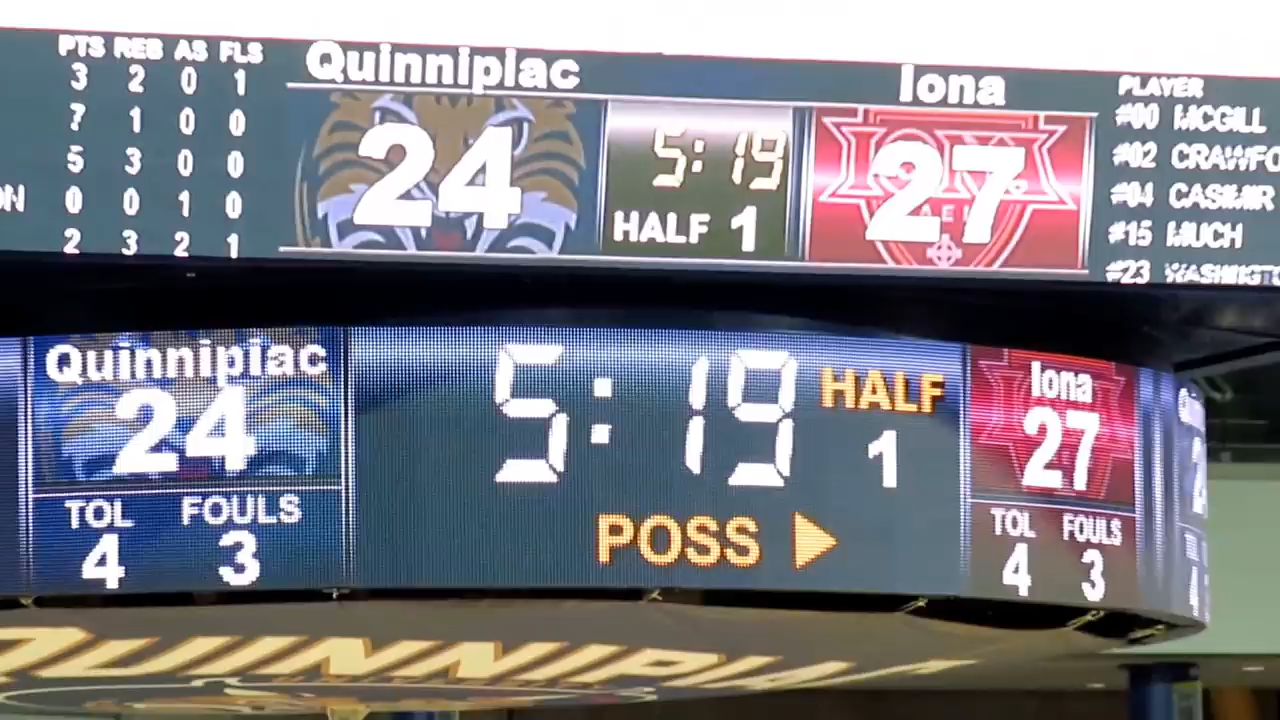 PTS REB AS FLS
3 2 0 1
7 1 0 0
5 3 0 0
0 0 1 0
2 3 2 1
Quinnipiac
24
5:19
HALF 1
Iona
27
PLAYER
#00 MCGILL
#02 CRAWFO
#04 CASIMIR
#15 MUCH
#23 WASHINGTO
Quinnipiac
24
TOL FOULS
4 3
5:19 HALF
1
POSS
Iona
27
TOL FOULS
4 3
QUINNIPIA